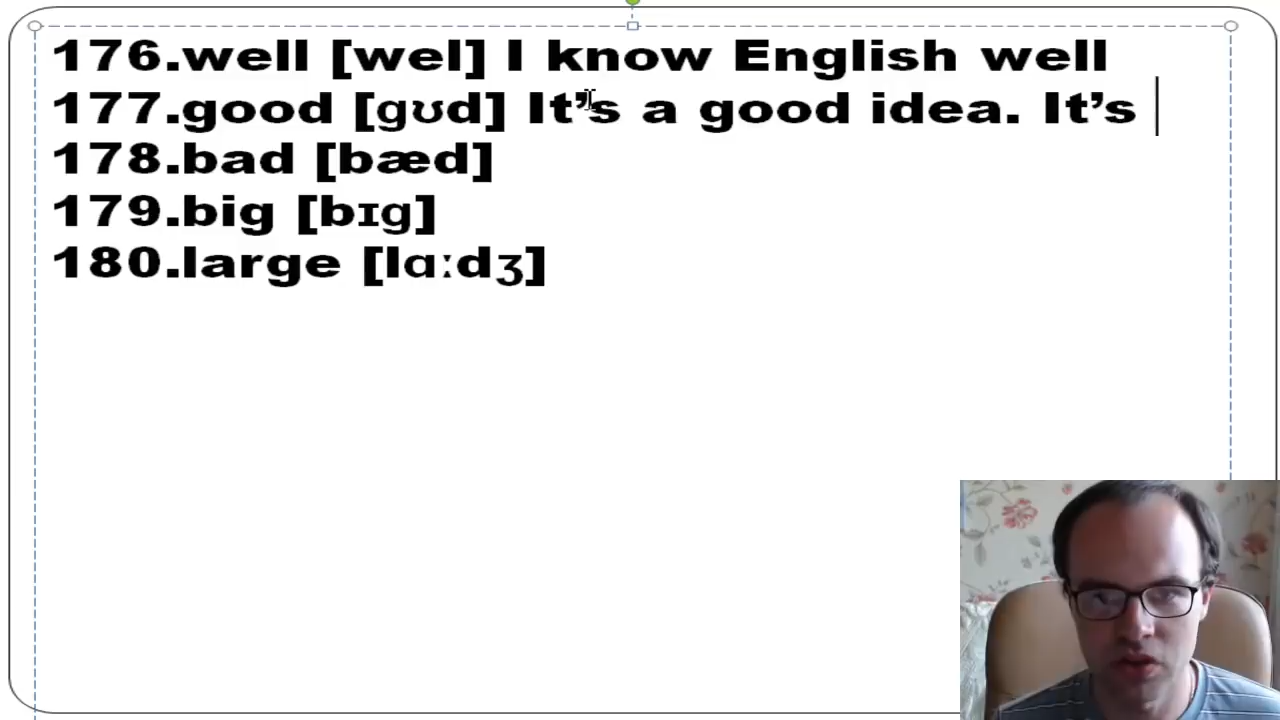 176.well [wel] I know English well
177.good [gʊd] It’s a good idea. It’s
178.bad [bæd]
179.big [bɪg]
180.large [lɑːdʒ]